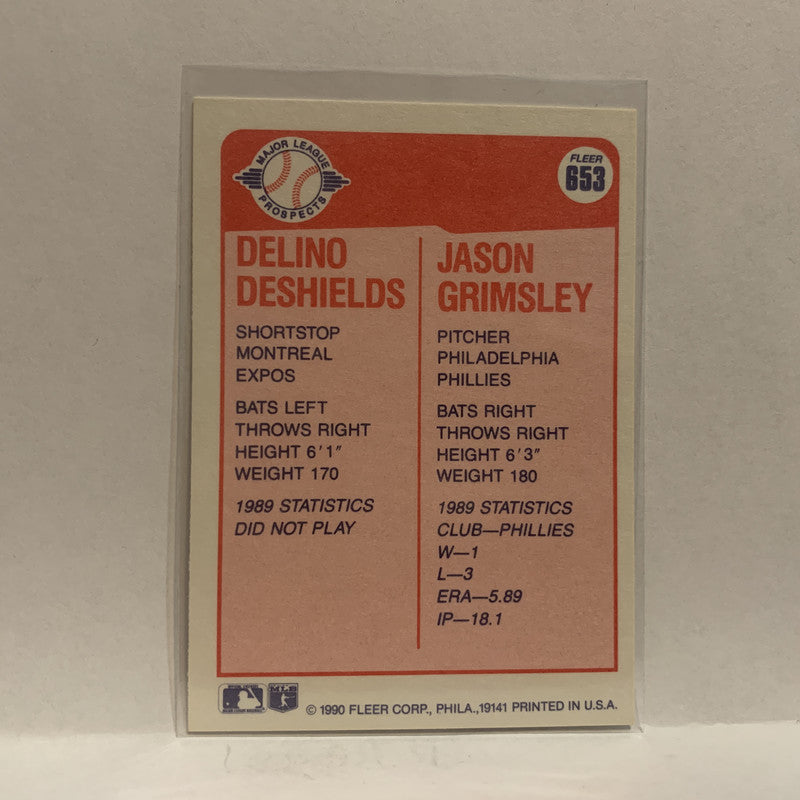 MAJOR LEAGUE
PROSPECTS
FLEER
653
DELINO
DESHIELDS
SHORTSTOP
MONTREAL
EXPOS
BATS LEFT
THROWS RIGHT
HEIGHT 6'1"
WEIGHT 170
1989 STATISTICS
DID NOT PLAY
JASON
GRIMSLEY
PITCHER
PHILADELPHIA
PHILLIES
BATS RIGHT
THROWS RIGHT
HEIGHT 6'3"
WEIGHT 180
1989 STATISTICS
CLUB—PHILLIES
W—1
L—3
ERA—5.89
IP—18.1
MLB
© 1990 FLEER CORP., PHILA.,19141 PRINTED IN U.S.A.